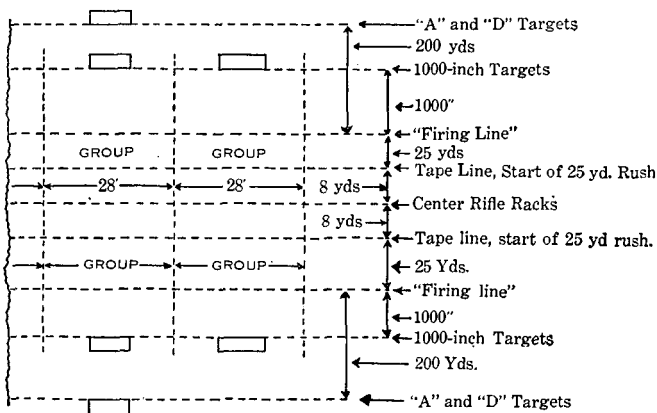 "A" and "D" Targets
200 yds
1000-inch Targets
1000"
"Firing Line"
GROUP GROUP
25 yds
Tape Line, Start of 25 yd. Rush
28' 28' 8 yds
Center Rifle Racks
8 yds
Tape line, start of 25 yd rush.
GROUP GROUP
25 Yds.
"Firing line"
1000"
1000-inch Targets
200 Yds.
"A" and "D" Targets